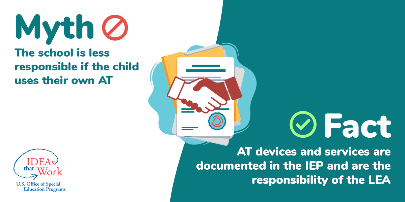 Myth
The school is less
responsible if the child
uses their own AT
Fact
AT devices and services are
documented in the IEP and are the
responsibility of the LEA
IDEA
that Work
U.S. Office of Special
Education Programs